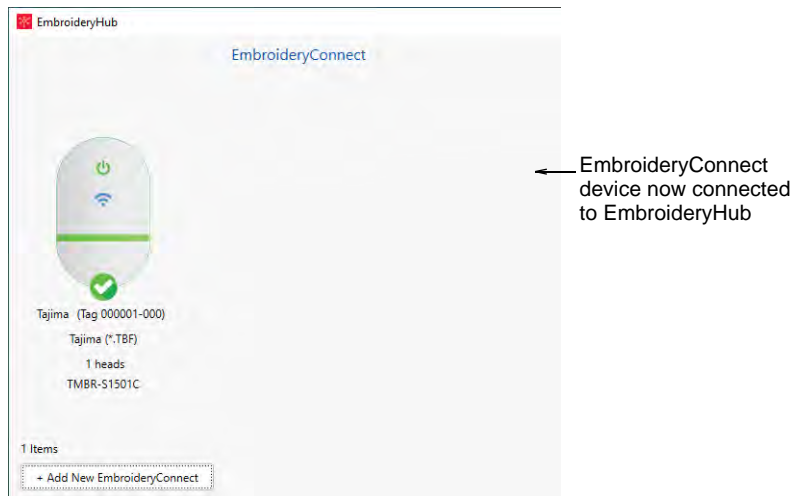 EmbroideryHub
EmbroideryConnect
EmbroideryConnect
device now connected
to EmbroideryHub
Tajima (Tag 000001-000)
Tajima (*.TBF)
1 heads
TMBR-S1501C
1 Items
+ Add New EmbroideryConnect